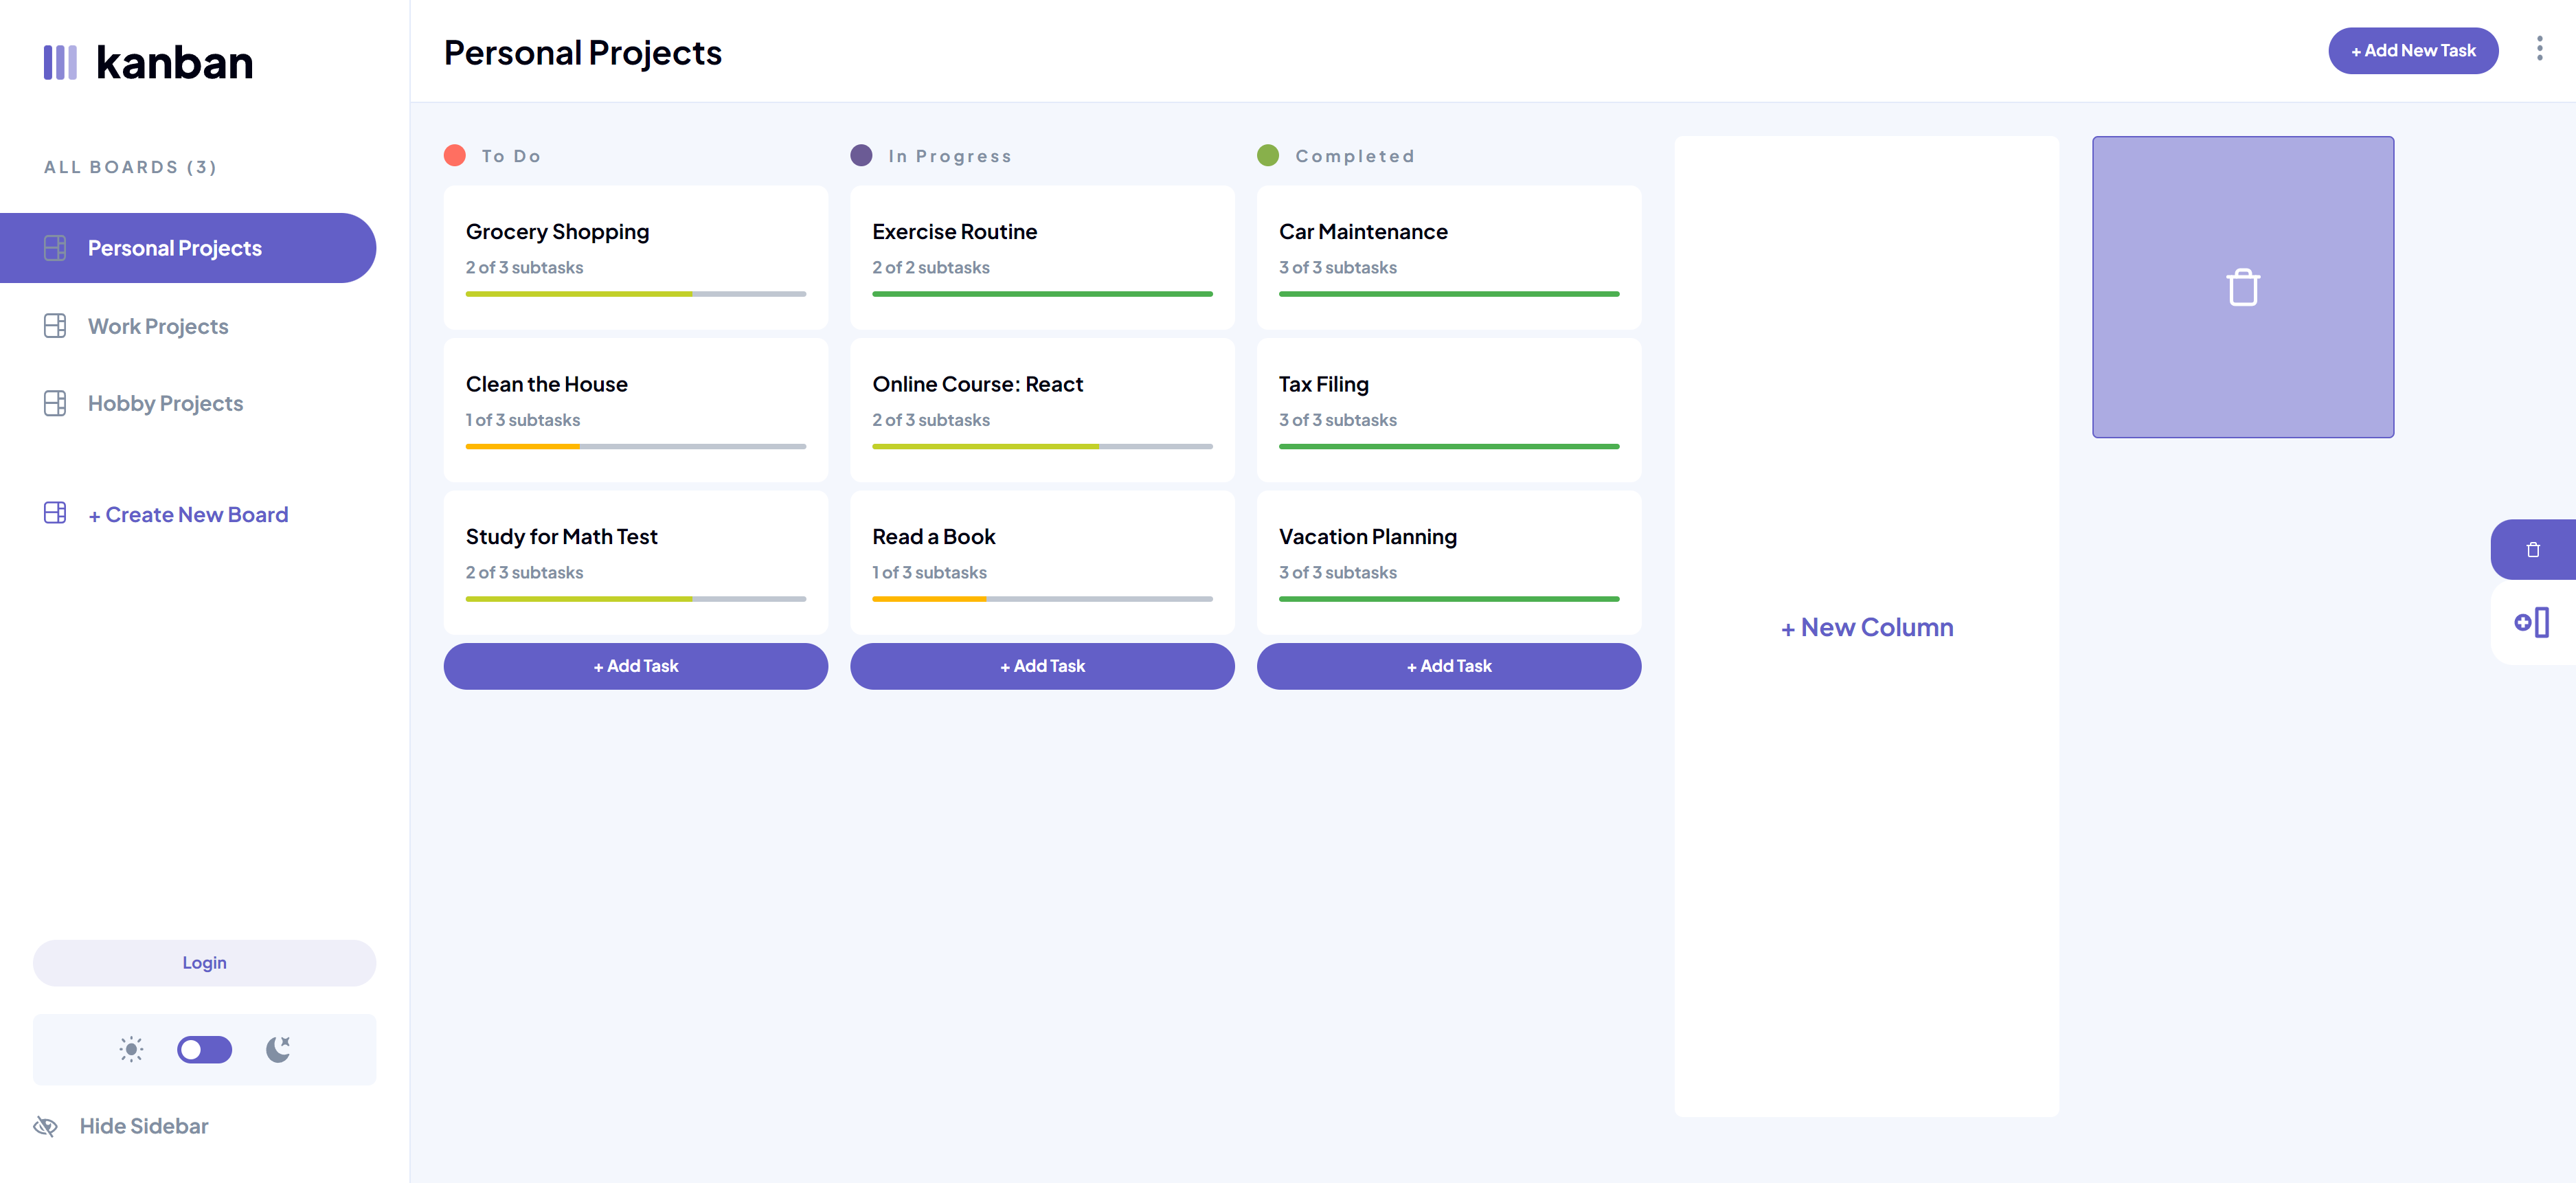 kanban
ALL BOARDS (3)
Personal Projects
Work Projects
Hobby Projects
+ Create New Board
Login
Hide Sidebar
Personal Projects
+ Add New Task
To Do
Grocery Shopping
2 of 3 subtasks
Clean the House
1 of 3 subtasks
Study for Math Test
2 of 3 subtasks
+ Add Task
In Progress
Exercise Routine
2 of 2 subtasks
Online Course: React
2 of 3 subtasks
Read a Book
1 of 3 subtasks
+ Add Task
Completed
Car Maintenance
3 of 3 subtasks
Tax Filing
3 of 3 subtasks
Vacation Planning
3 of 3 subtasks
+ Add Task
+ New Column